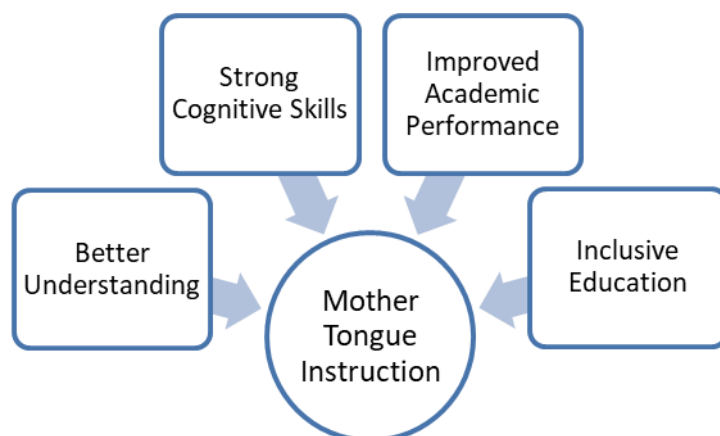 Strong
Cognitive Skills
Improved
Academic
Performance
Better
Understanding
Inclusive
Education
Mother
Tongue
Instruction